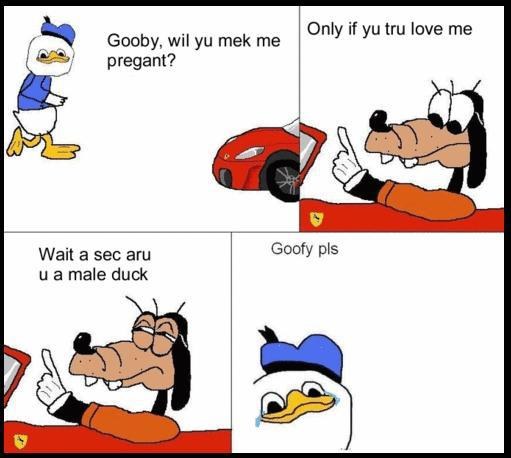 Gooby, wil yu mek me
pregant?
Only if yu tru love me
Wait a sec aru
u a male duck
Goofy pls